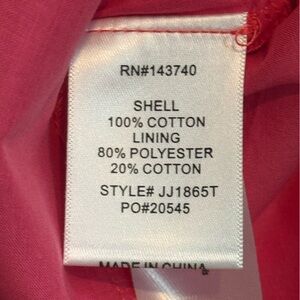 RN#143740
SHELL
100% COTTON
LINING
80% POLYESTER
20% COTTON
STYLE# JJ1865T
PO#20545
MADE IN CHINA